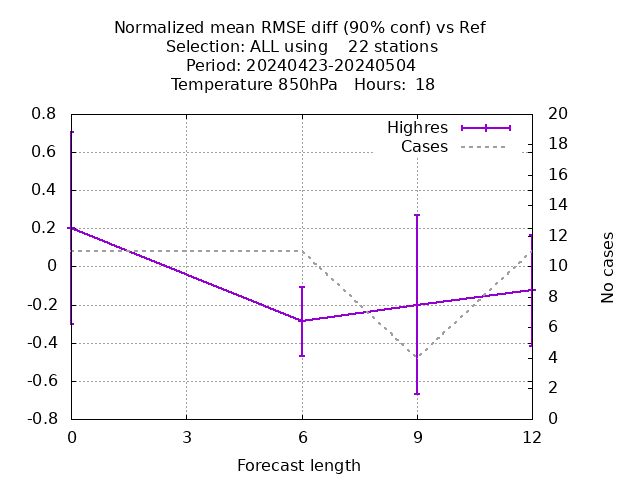 Normalized mean RMSE diff (90% conf) vs Ref
Selection: ALL using    22 stations
Period: 20240423-20240504
Temperature 850hPa   Hours:  18
Highres
Cases
0.8
0.6
0.4
0.2
0
-0.2
-0.4
-0.6
-0.8
20
18
16
14
12
10
8
6
4
2
0
No cases
0 3 6 9 12
Forecast length